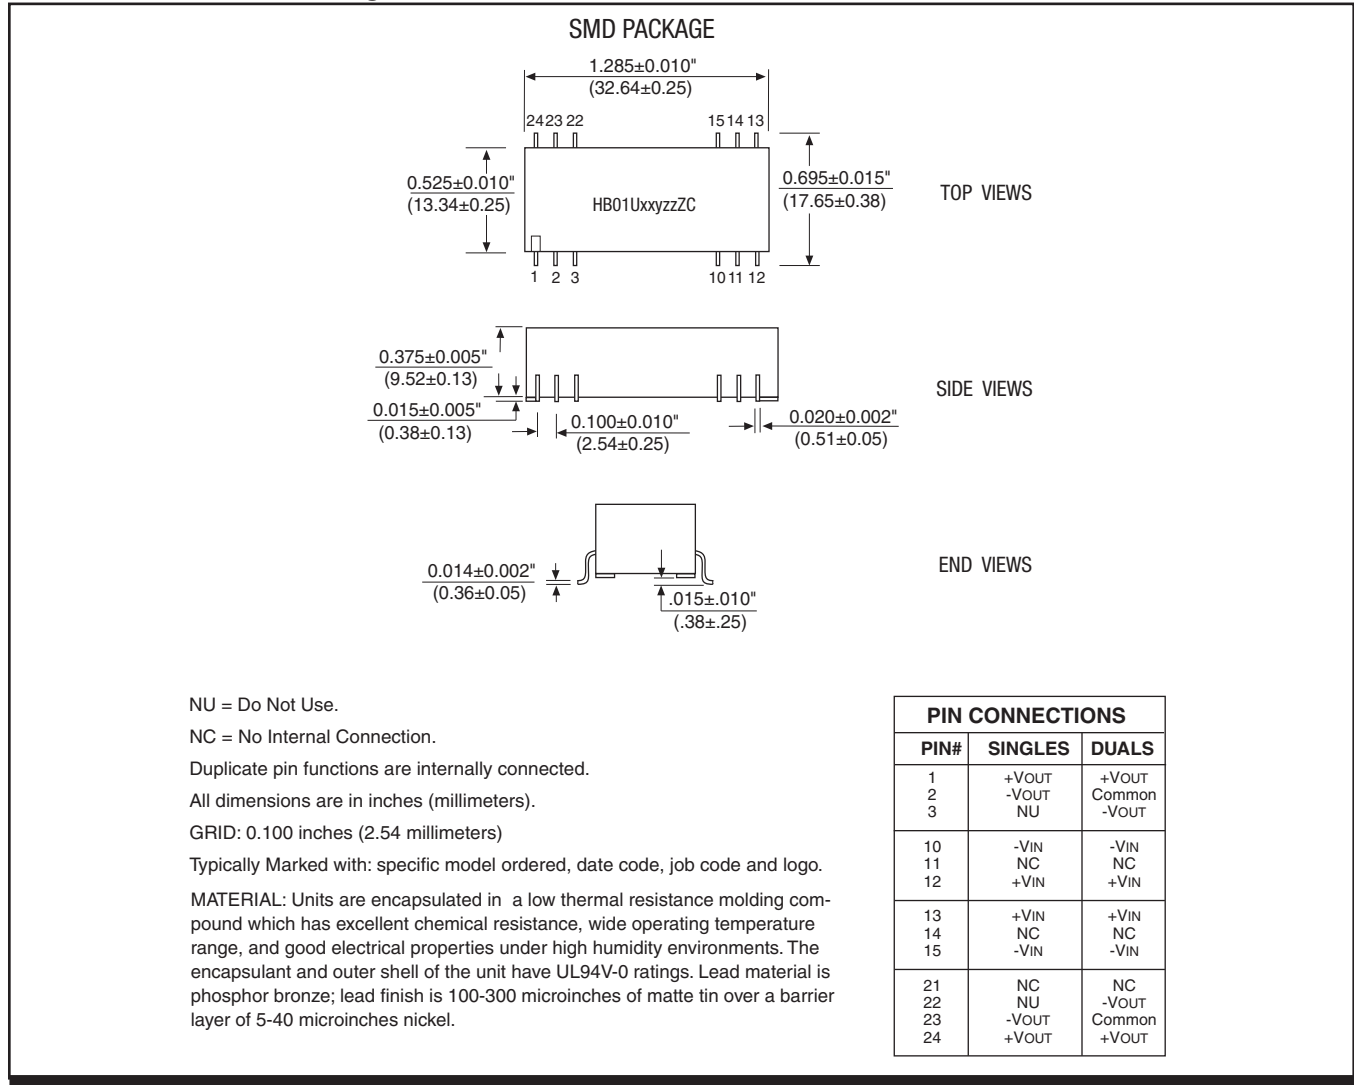 SMD PACKAGE
1.285±0.010"
(32.64±0.25)
24 23 22
15 14 13
0.525±0.010"
(13.34±0.25)
HB01UxxyzzZC
0.695±0.015"
(17.65±0.38)
TOP VIEWS
1 2 3
10 11 12
0.375±0.005"
(9.52±0.13)
SIDE VIEWS
0.015±0.005"
(0.38±0.13)
0.100±0.010"
(2.54±0.25)
0.020±0.002"
(0.51±0.05)
END VIEWS
0.014±0.002"
(0.36±0.05)
.015±.010"
(.38±.25)
NU = Do Not Use.
NC = No Internal Connection.
Duplicate pin functions are internally connected.
All dimensions are in inches (millimeters).
GRID: 0.100 inches (2.54 millimeters)
Typically Marked with: specific model ordered, date code, job code and logo.
MATERIAL: Units are encapsulated in a low thermal resistance molding com-
pound which has excellent chemical resistance, wide operating temperature
range, and good electrical properties under high humidity environments. The
encapsulant and outer shell of the unit have UL94V-0 ratings. Lead material is
phosphor bronze; lead finish is 100-300 microinches of matte tin over a barrier
layer of 5-40 microinches nickel.
PIN CONNECTIONS
PIN# SINGLES DUALS
1 +VOUT +VOUT
2 -VOUT Common
3 NU -VOUT
10 -VIN -VIN
11 NC NC
12 +VIN +VIN
13 +VIN +VIN
14 NC NC
15 -VIN -VIN
21 NC NC
22 NU -VOUT
23 -VOUT Common
24 +VOUT +VOUT